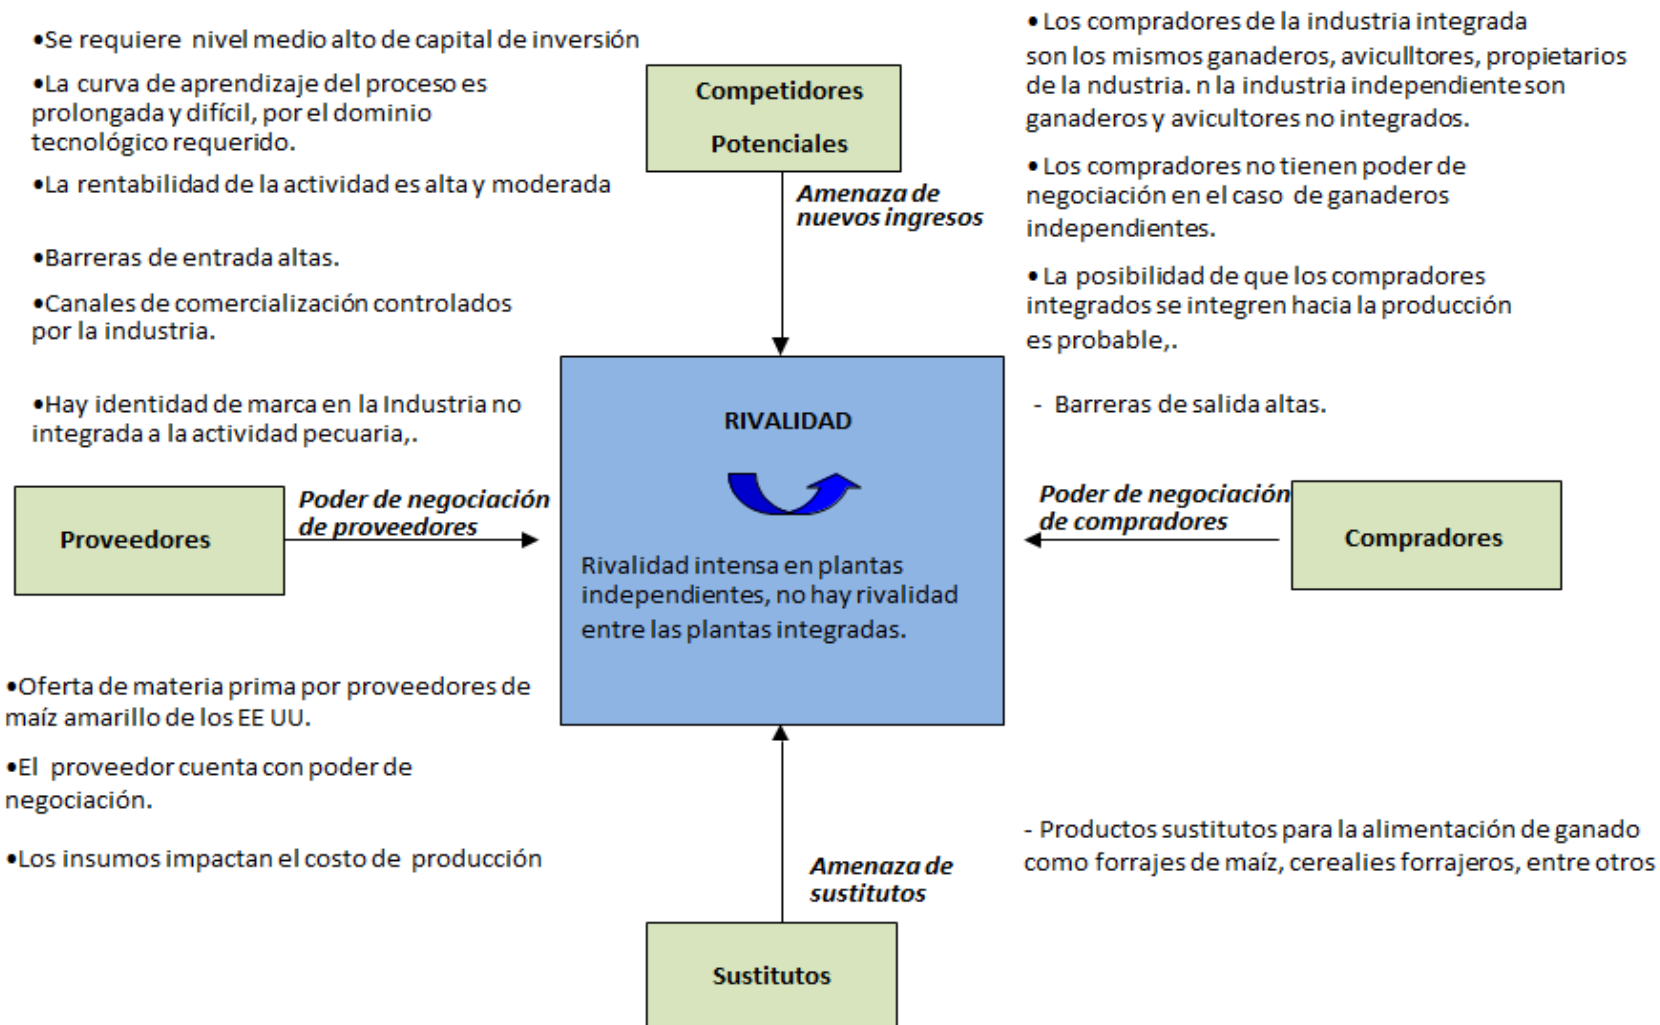 •Se requiere nivel medio alto de capital de inversión
•La curva de aprendizaje del proceso es
prolongada y difícil, por el dominio
tecnológico requerido.
•La rentabilidad de la actividad es alta y moderada
•Barreras de entrada altas.
•Canales de comercialización controlados
por la industria.
•Hay identidad de marca en la Industria no
integrada a la actividad pecuaria,.
Competidores
Potenciales
Amenaza de
nuevos ingresos
• Los compradores de la industria integrada
son los mismos ganaderos, aviculltores, propietarios
de la ndustria. n la industria independiente son
ganaderos y avicultores no integrados.
• Los compradores no tienen poder de
negociación en el caso de ganaderos
independientes.
• La posibilidad de que los compradores
integrados se integren hacia la producción
es probable,.
- Barreras de salida altas.
Proveedores
Poder de negociación
de proveedores
RIVALIDAD
Rivalidad intensa en plantas
independientes, no hay rivalidad
entre las plantas integradas.
Poder de negociación
de compradores
Compradores
•Oferta de materia prima por proveedores de
maíz amarillo de los EE UU.
•El proveedor cuenta con poder de
negociación.
•Los insumos impactan el costo de producción
Amenaza de
sustitutos
Sustitutos
- Productos sustitutos para la alimentación de ganado
como forrajes de maíz, cerealies forrajeros, entre otros